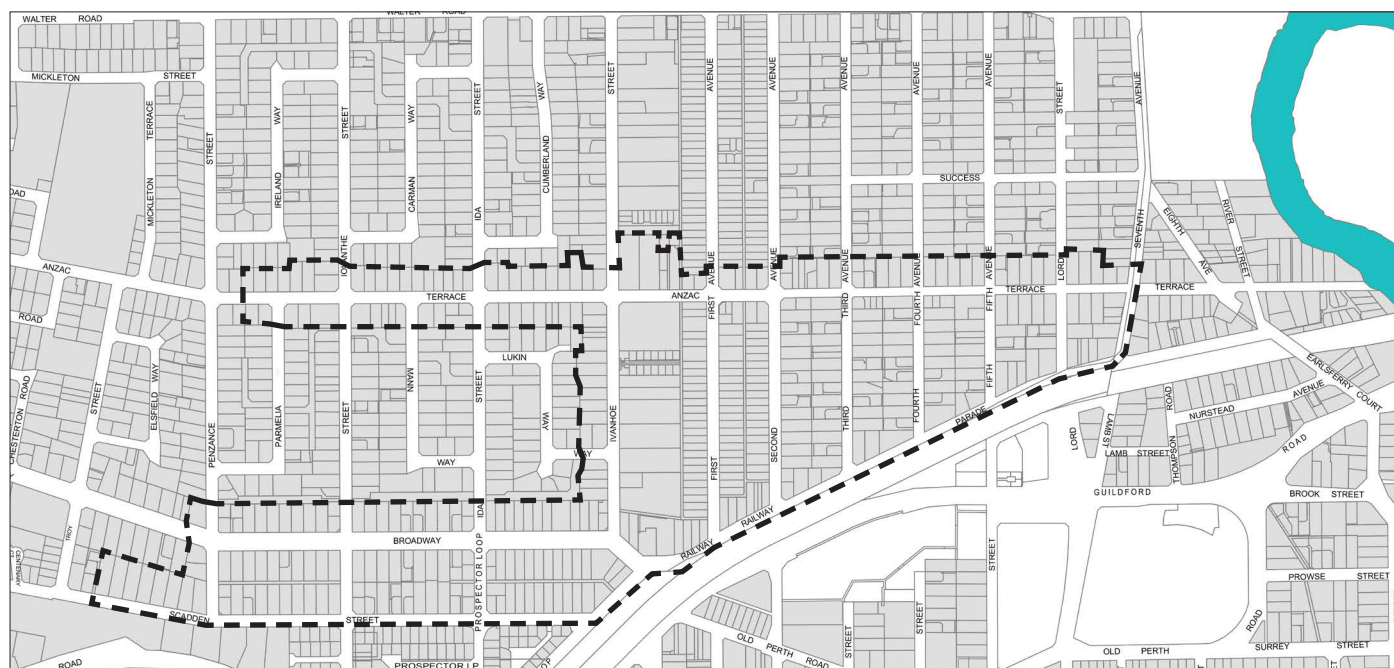 WALTER ROAD
WALTER ROAD
MICKLETON STREET
MICKLETON TERRACE
STREET
IRELAND WAY
STREET
CARMAN WAY
STREET
CUMBERLAND WAY
STREET
AVENUE
AVENUE
AVENUE
AVENUE
AVENUE
STREET
AVENUE
SUCCESS
ROAD
ANZAC
IOLANTHE
IDA
AVENUE
AVENUE
AVENUE
AVENUE
AVENUE
LORD
SEVENTH
EIGHTH AVE
RIVER STREET
TERRACE
ANZAC
TERRACE
TERRACE
ROAD
FIRST
THIRD
FOURTH
FIFTH
LUKIN
EARLSFERRY COURT
CHESTERTON ROAD
STREET
ELSFIELD WAY
PENZANCE
PARMELIA
STREET
MANN
STREET
WAY
IVANHOE
FIRST
SECOND
THIRD
FOURTH
FIFTH
PARADE
LORD
LAMB ST
LAMB STREET
THOMPSON ROAD
NURSTEAD AVENUE
ROAD
WAY
WAY
IDA
GUILDFORD
BROOK STREET
RAILWAY
RAILWAY
BROADWAY
PROSPECTOR LOOP
CENTENARY
STREET
PROWSE STREET
SCADDEN STREET
OLD PERTH ROAD
STREET
STREET
ROAD
OLD PERTH ROAD
SURREY STREET
ROAD
PROSPECTOR LP